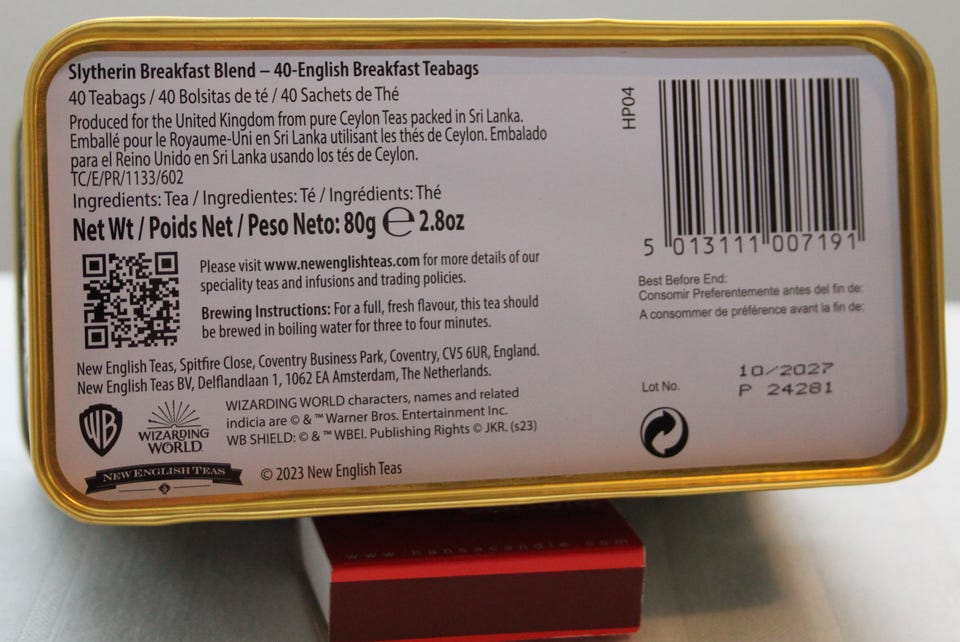 Slytherin Breakfast Blend – 40-English Breakfast Teabags
40 Teabags / 40 Bolsitas de té / 40 Sachets de Thé
Produced for the United Kingdom from pure Ceylon Teas packed in Sri Lanka.
Emballé pour le Royaume-Uni en Sri Lanka utilisant les thés de Ceylon. Embalado
para el Reino Unido en Sri Lanka usando los tés de Ceylon.
TC/E/PR/1133/602
Ingredients: Tea / Ingredientes: Té / Ingrédients: Thé
Net Wt / Poids Net / Peso Neto: 80g ℮ 2.8oz
Please visit www.newenglishteas.com for more details of our
speciality teas and infusions and trading policies.
Brewing Instructions: For a full, fresh flavour, this tea should
be brewed in boiling water for three to four minutes.
New English Teas, Spitfire Close, Coventry Business Park, Coventry, CV5 6UR, England.
New English Teas BV, Delflandlaan 1, 1062 EA Amsterdam, The Netherlands.
WB
WIZARDING
WORLD
WIZARDING WORLD characters, names and related
indicia are © & ™ Warner Bros. Entertainment Inc.
WB SHIELD: © & ™ WBEI. Publishing Rights © JKR. (s23)
NEW ENGLISH TEAS
© 2023 New English Teas
HP04
5 013111 007191
Best Before End:
Consomir Preferentemente antes del fin de:
A consommer de préférence avant la fin de:
10/2027
Lot No. P 24281
www.hansacandle.com